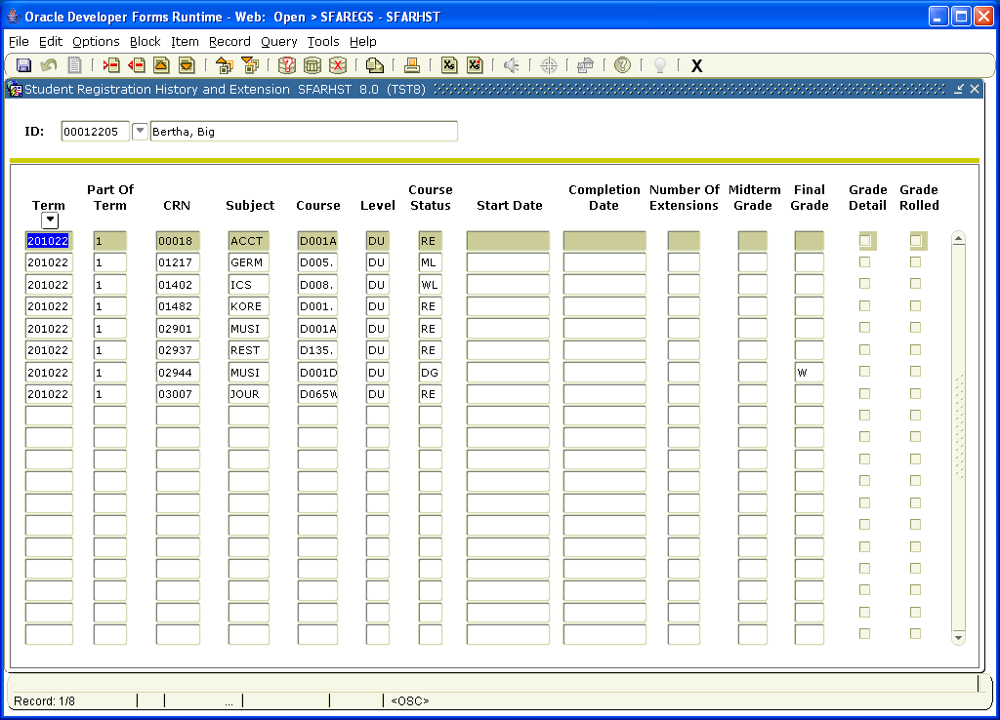 Oracle Developer Forms Runtime - Web: Open > SFAREGS - SFARHST
File Edit Options Block Item Record Query Tools Help
X
Student Registration History and Extension SFARHST 8.0 (TST8)
ID: 00012205 Bertha, Big
Term Part Of Term CRN Subject Course Level Course Status Start Date Completion Date Number Of Extensions Midterm Grade Final Grade Grade Detail Grade Rolled
201022 1 00018 ACCT D001A DU RE
201022 1 01217 GERM D005. DU ML
201022 1 01402 ICS D008. DU WL
201022 1 01482 KORE D001. DU RE
201022 1 02901 MUSI D001A DU RE
201022 1 02937 REST D135. DU RE
201022 1 02944 MUSI D001D DU DG W
201022 1 03007 JOUR D065W DU RE
Record: 1/8 ... <OSC>